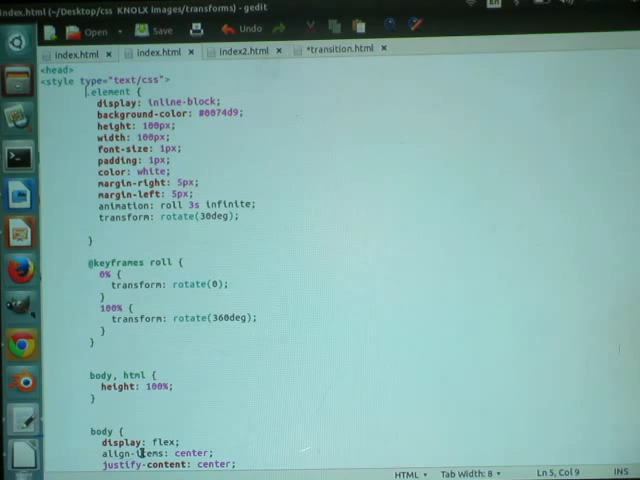 index.html (~/Desktop/css KNOLX images/transforms) - gedit
Open Save Undo
index.html × index.html × index2.html × *transition.html ×
<head>
<style type="text/css">
.element {
display: inline-block;
background-color: #0074d9;
height: 100px;
width: 100px;
font-size: 1px;
padding: 1px;
color: white;
margin-right: 5px;
margin-left: 5px;
animation: roll 3s infinite;
transform: rotate(30deg);
}
@keyframes roll {
0% {
transform: rotate(0);
}
100% {
transform: rotate(360deg);
}
}
body, html {
height: 100%;
}
body {
display: flex;
align-items: center;
justify-content: center;
HTML Tab Width: 8 Ln 5, Col 9 INS